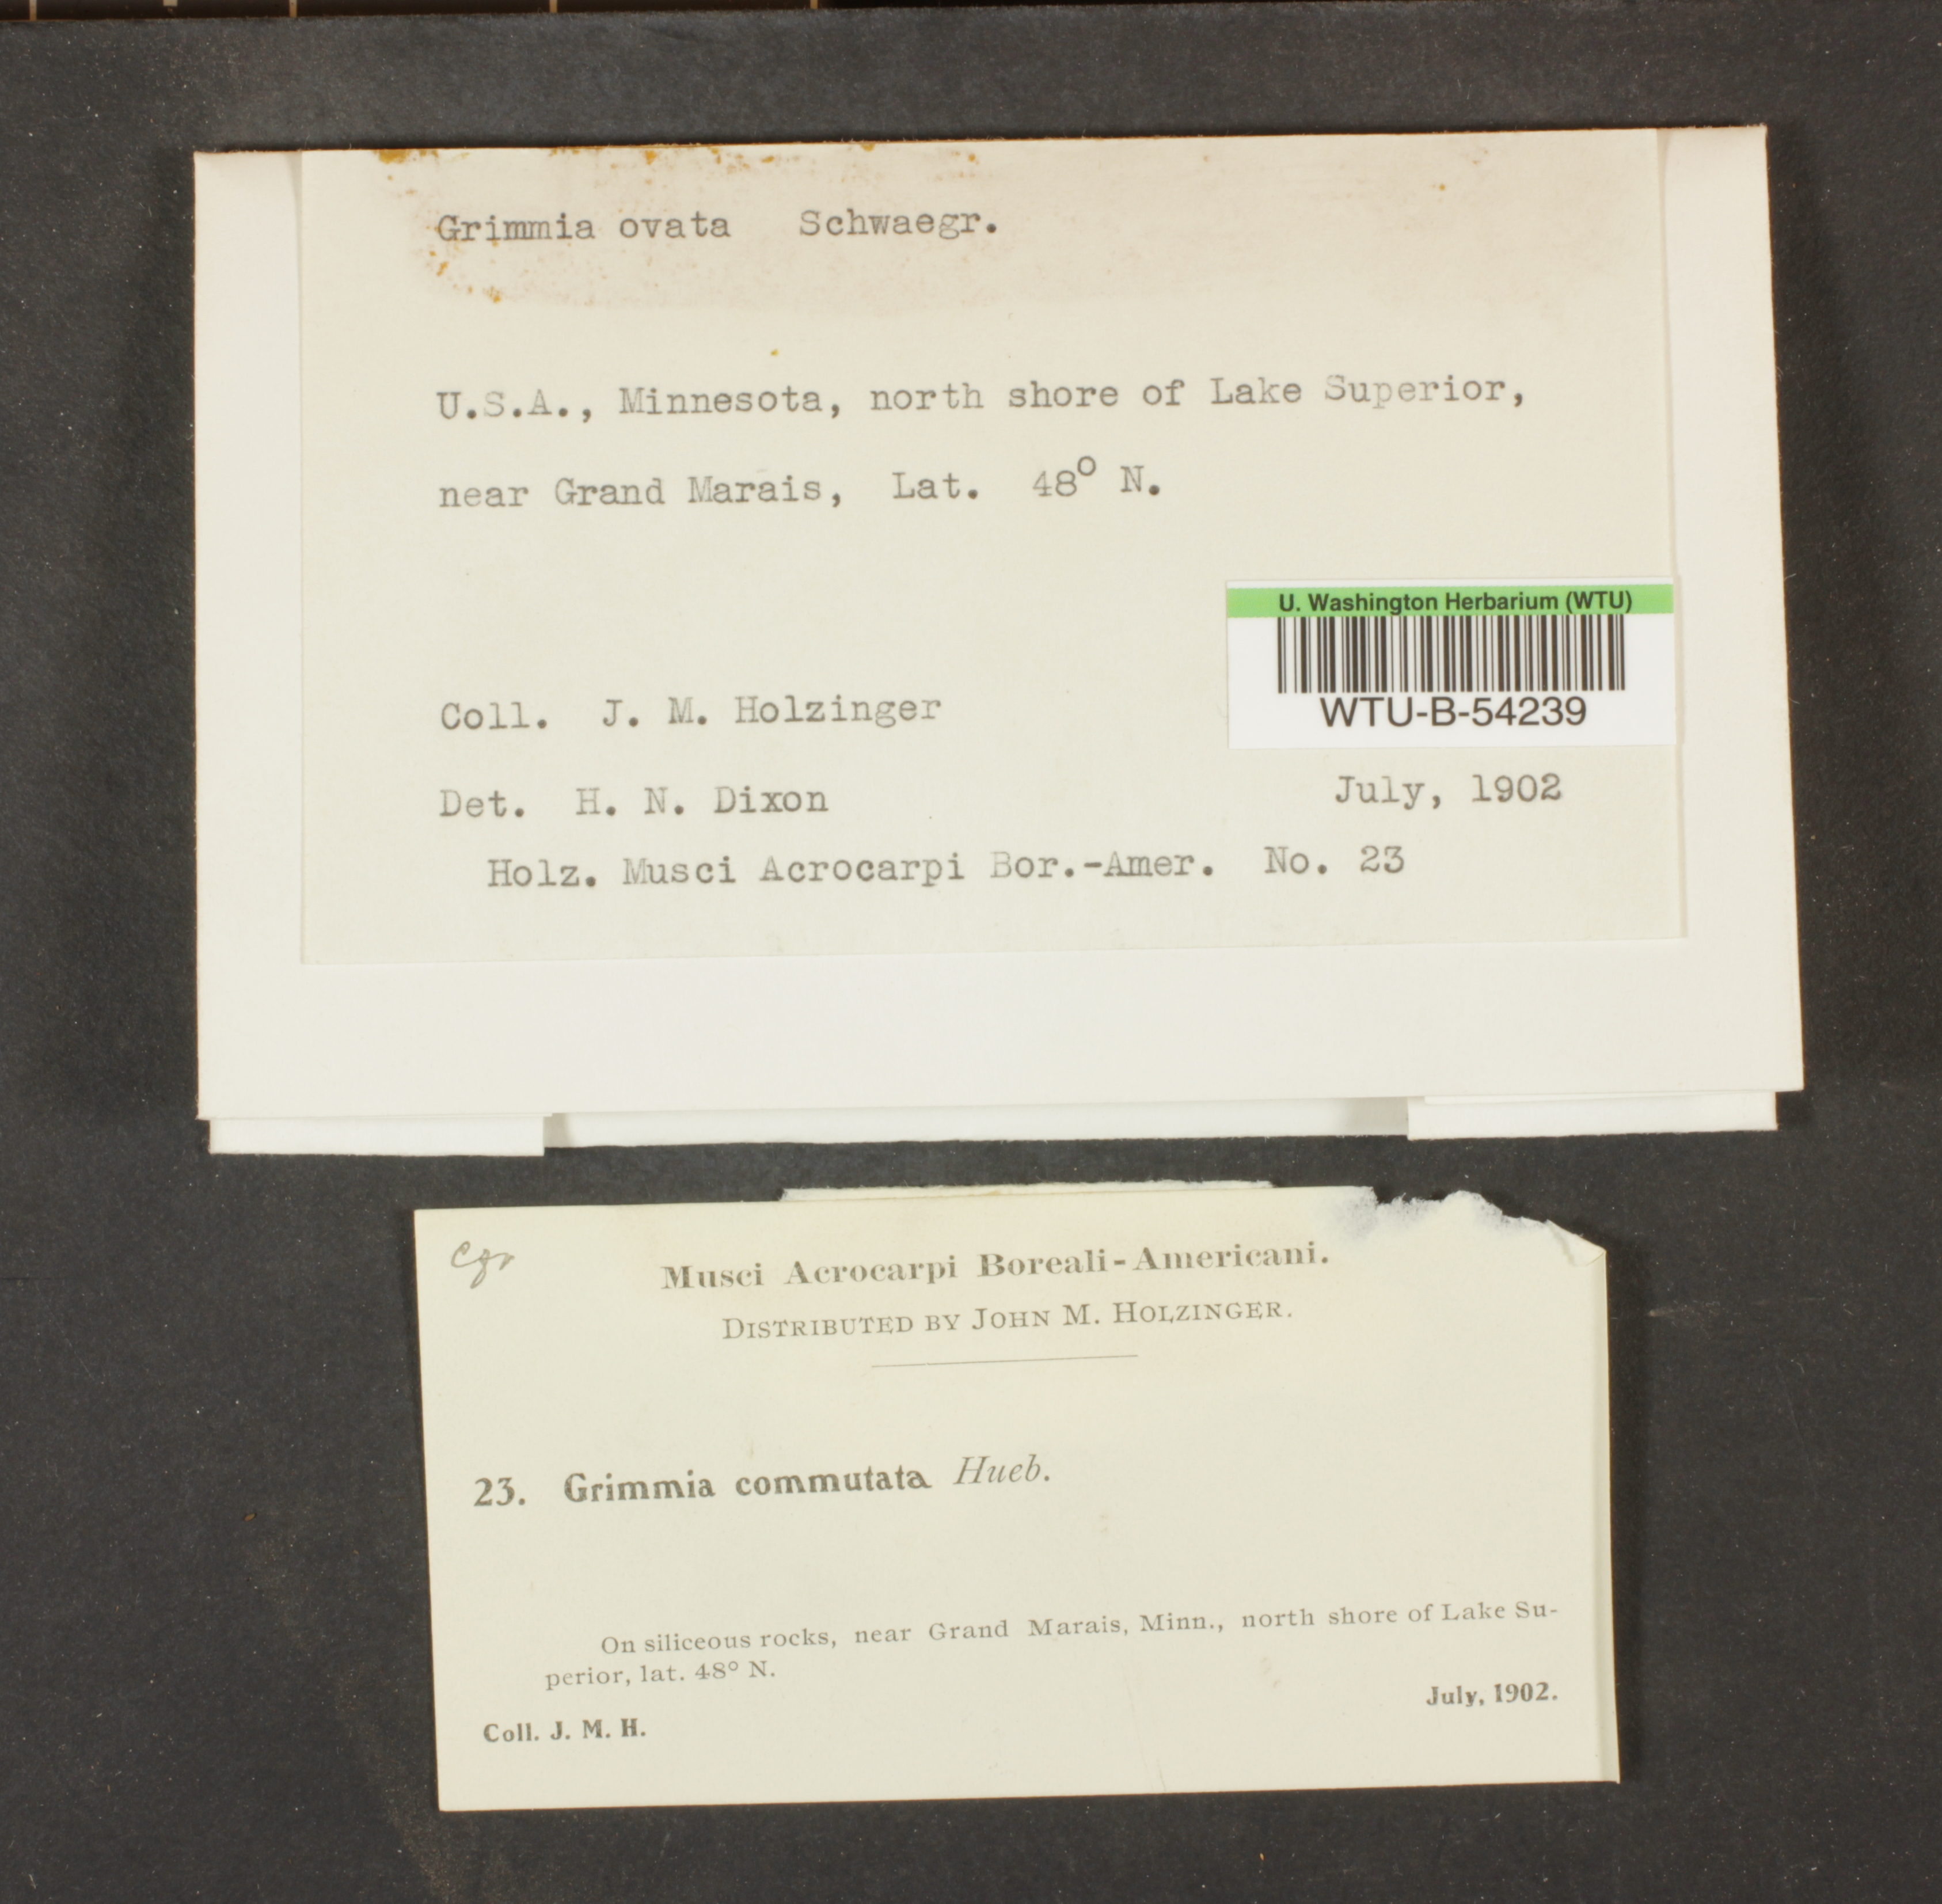 Grimmia ovata Schwaegr.
U.S.A., Minnesota, north shore of Lake Superior,
near Grand Marais, Lat. 48° N.
U. Washington Herbarium (WTU)
WTU-B-54239
Coll. J. M. Holzinger
Det. H. N. Dixon
July, 1902
Holz. Musci Acrocarpi Bor.-Amer. No. 23
Musci Acrocarpi Boreali-Americani.
DISTRIBUTED BY JOHN M. HOLZINGER.
23. Grimmia commutata Hueb.
On siliceous rocks, near Grand Marais, Minn., north shore of Lake Su-
perior, lat. 48° N.
July, 1902.
Coll. J. M. H.